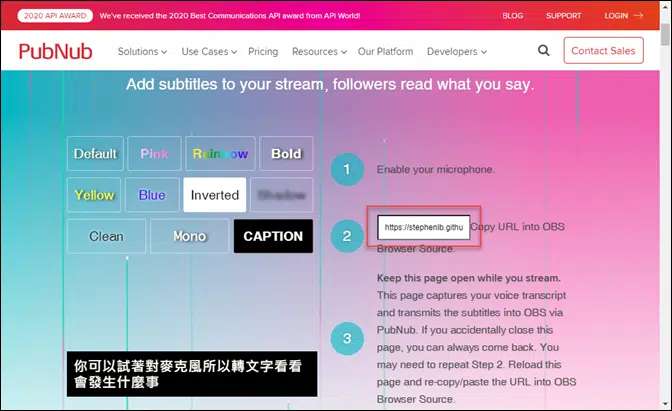 2020 API AWARD We've received the 2020 Best Communications API award from API World! BLOG SUPPORT LOGIN →
PubNub Solutions Use Cases Pricing Resources Our Platform Developers Contact Sales
Add subtitles to your stream, followers read what you say.
Default Pink Rainbow Bold
Yellow Blue Inverted Shadow
Clean Mono CAPTION
你可以試著對麥克風所以轉文字看看
會發生什麼事
1 Enable your microphone.
2 https://stephenlb.githu Copy URL into OBS
Browser Source.
Keep this page open while you stream.
This page captures your voice transcript
and transmits the subtitles into OBS via
3 PubNub. If you accidentally close this
page, you can always come back. You
may need to repeat Step 2. Reload this
page and re-copy/paste the URL into OBS
Browser Source.